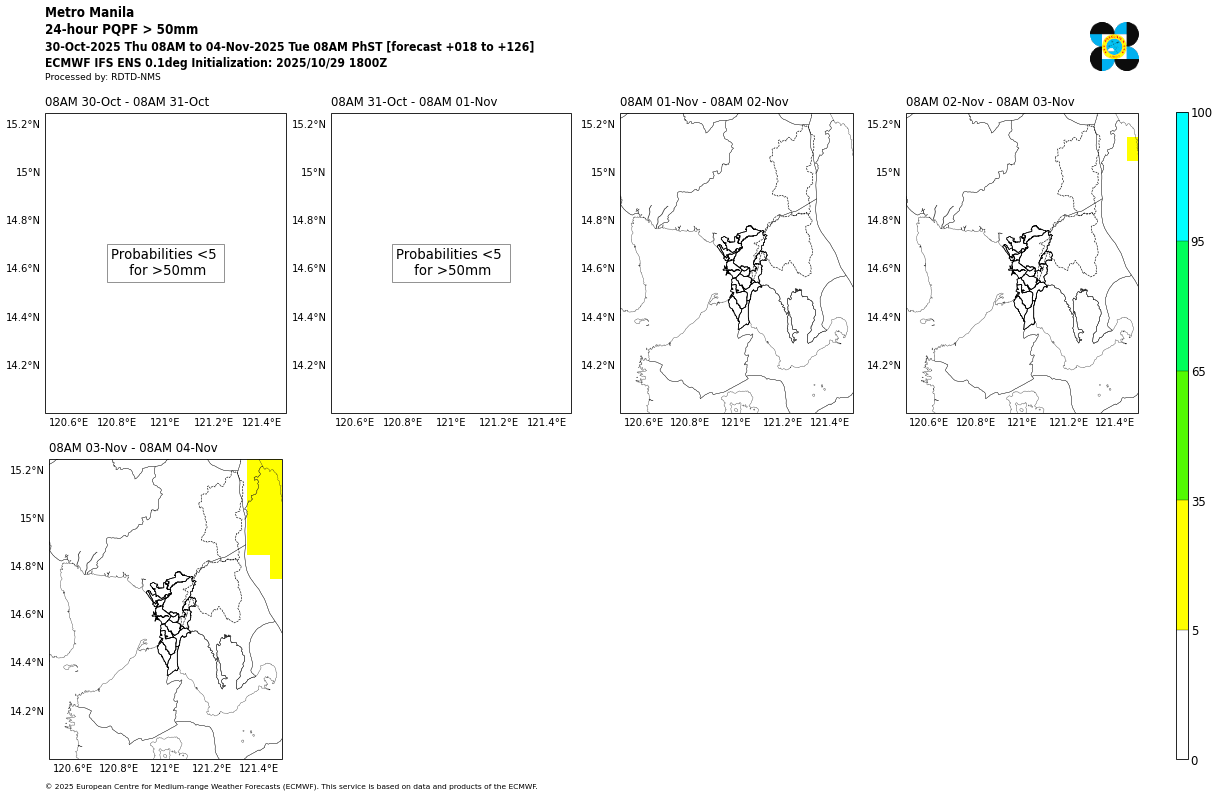 Metro Manila
24-hour PQPF > 50mm
30-Oct-2025 Thu 08AM to 04-Nov-2025 Tue 08AM PhST [forecast +018 to +126]
ECMWF IFS ENS 0.1deg Initialization: 2025/10/29 1800Z
Processed by: RDTD-NMS
08AM 30-Oct - 08AM 31-Oct
15.2°N
15°N
14.8°N
14.6°N
14.4°N
14.2°N
Probabilities <5
for >50mm
120.6°E 120.8°E 121°E 121.2°E 121.4°E
08AM 31-Oct - 08AM 01-Nov
15.2°N
15°N
14.8°N
14.6°N
14.4°N
14.2°N
Probabilities <5
for >50mm
120.6°E 120.8°E 121°E 121.2°E 121.4°E
08AM 01-Nov - 08AM 02-Nov
15.2°N
15°N
14.8°N
14.6°N
14.4°N
14.2°N
120.6°E 120.8°E 121°E 121.2°E 121.4°E
08AM 02-Nov - 08AM 03-Nov
15.2°N
15°N
14.8°N
14.6°N
14.4°N
14.2°N
120.6°E 120.8°E 121°E 121.2°E 121.4°E
100
95
65
35
5
0
08AM 03-Nov - 08AM 04-Nov
15.2°N
15°N
14.8°N
14.6°N
14.4°N
14.2°N
120.6°E 120.8°E 121°E 121.2°E 121.4°E
© 2025 European Centre for Medium-range Weather Forecasts (ECMWF). This service is based on data and products of the ECMWF.